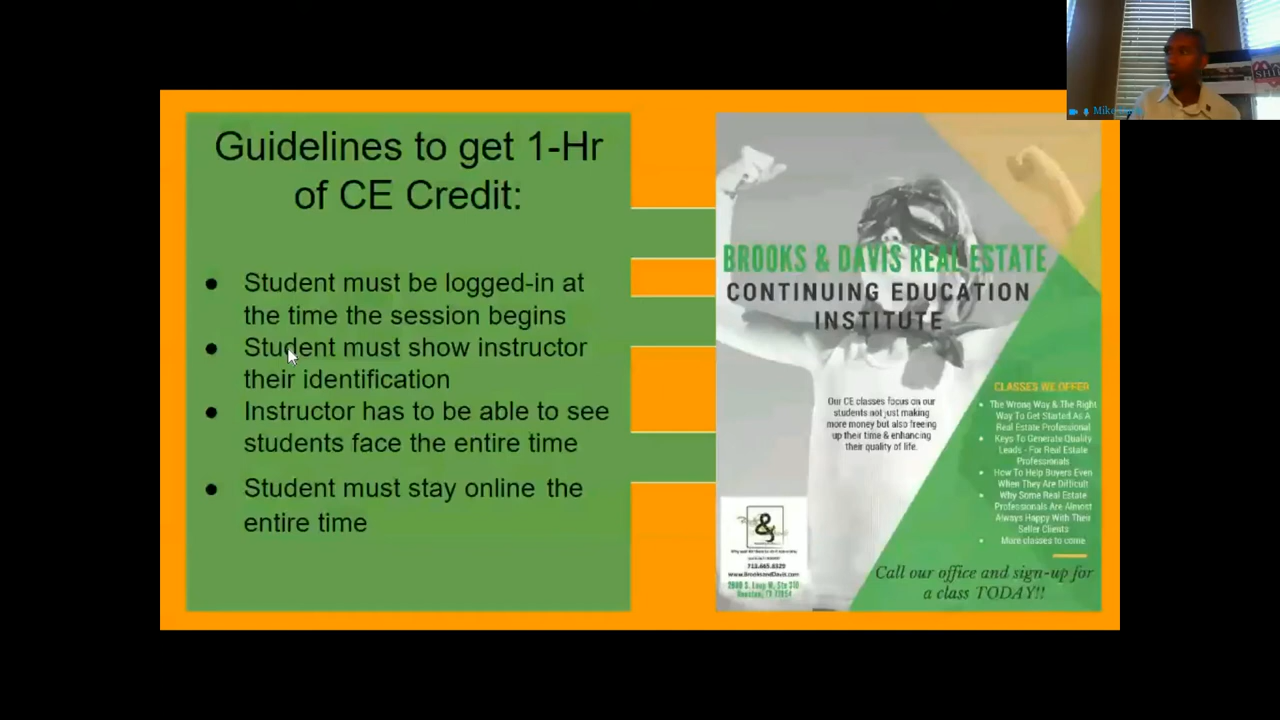 Guidelines to get 1-Hr
of CE Credit:
● Student must be logged-in at
the time the session begins
● Student must show instructor
their identification
● Instructor has to be able to see
students face the entire time
● Student must stay online the
entire time
BROOKS & DAVIS REAL ESTATE
CONTINUING EDUCATION
INSTITUTE
Our CE classes focus on our
students not just making
more money but also freeing
up their time & enhancing
their quality of life.
CLASSES WE OFFER
• The Wrong Way & The Right
Way To Get Started As A
Real Estate Professional
• Keys To Generate Quality
Leads - For Real Estate
Professionals
• How To Help Buyers Even
When They Are Difficult
• Why Some Real Estate
Professionals Are Almost
Always Happy With Their
Seller Clients
• More classes to come
Call our office and sign-up for
a class TODAY!!
&
www.BrooksandDavis.com
Houston, TX
Mike